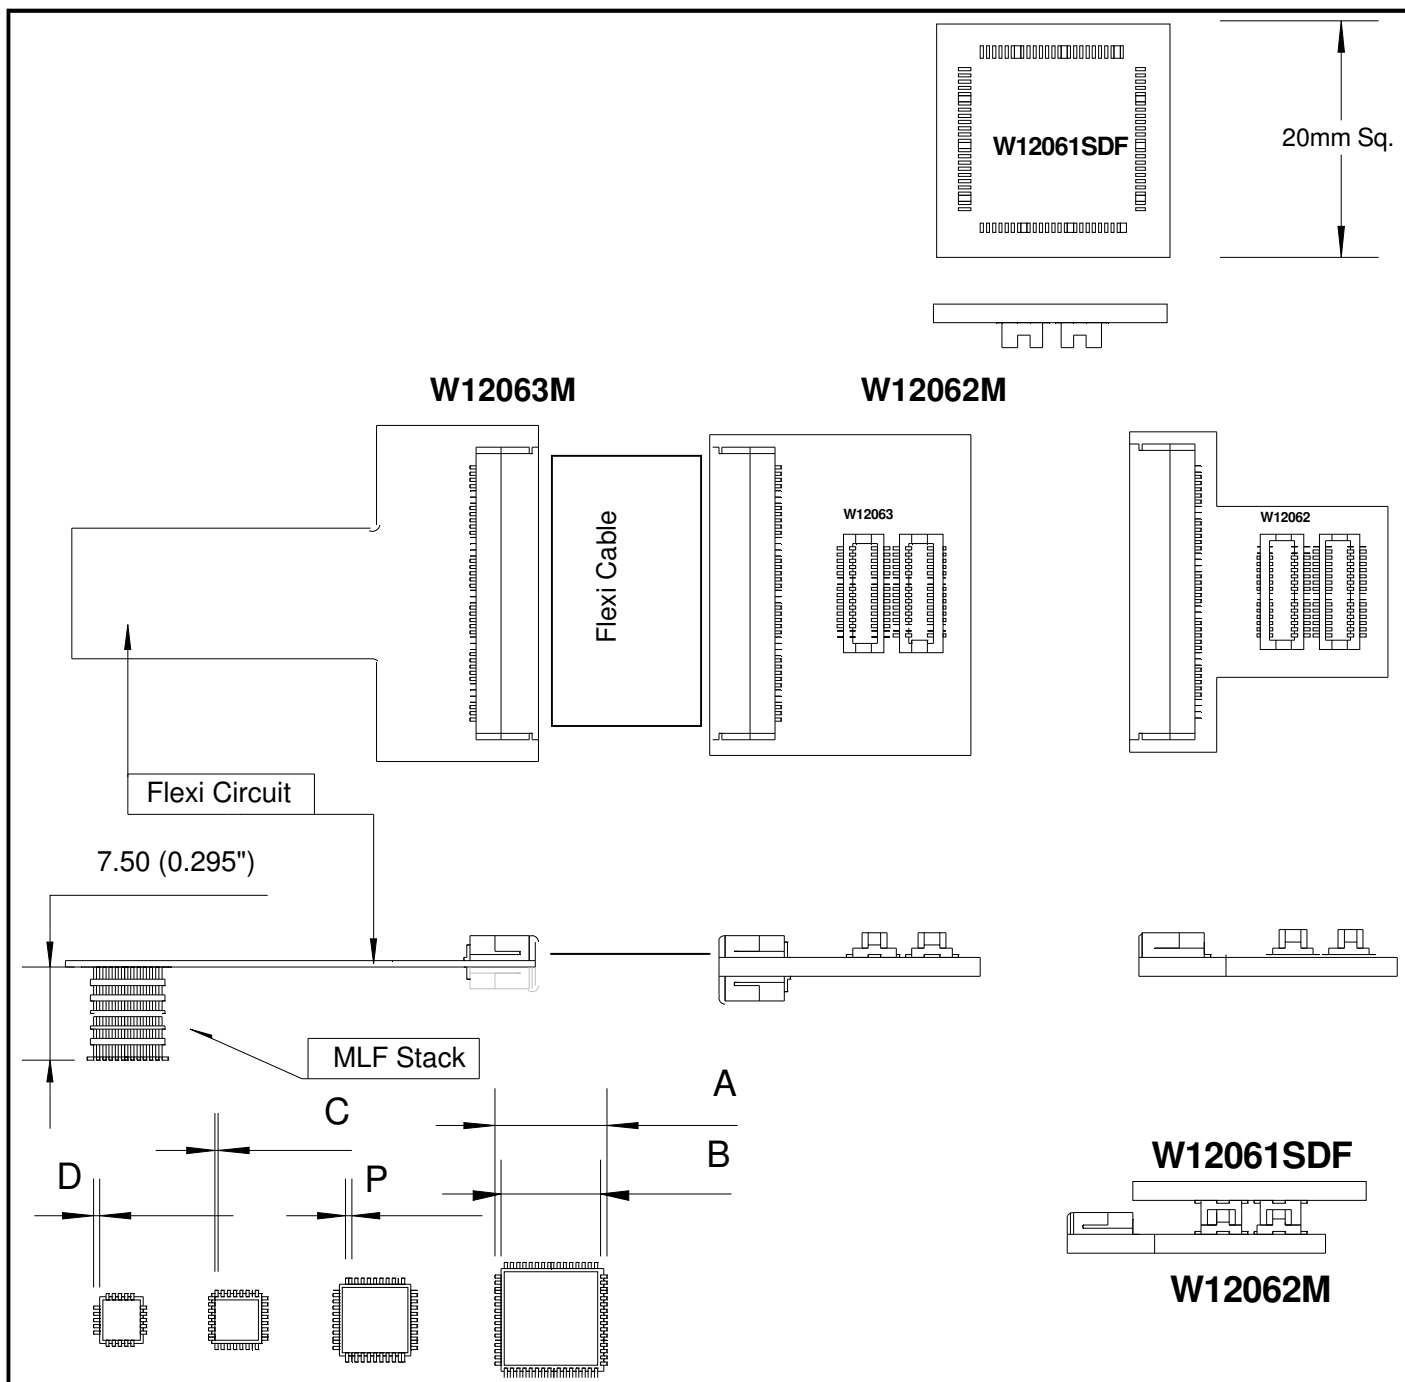 W12061SDF
20mm Sq.
W12063M
W12062M
Flexi Cable
W12063
W12062
Flexi Circuit
7.50 (0.295")
MLF Stack
A
C
B
D
P
W12061SDF
W12062M